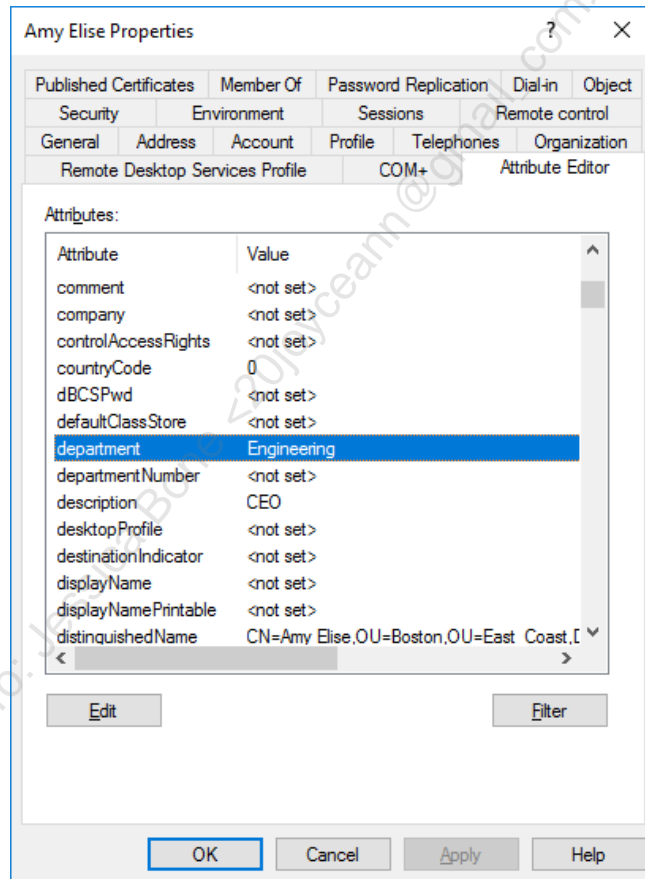 Amy Elise Properties ? ×
Published Certificates Member Of Password Replication Dial-in Object
Security Environment Sessions Remote control
General Address Account Profile Telephones Organization
Remote Desktop Services Profile COM+ Attribute Editor
Attributes:
Attribute Value
comment <not set>
company <not set>
controlAccessRights <not set>
countryCode 0
dBCSPwd <not set>
defaultClassStore <not set>
department Engineering
departmentNumber <not set>
description CEO
desktopProfile <not set>
destinationIndicator <not set>
displayName <not set>
displayNamePrintable <not set>
distinguishedName CN=Amy Elise,OU=Boston,OU=East Coast,D
Edit Filter
OK Cancel Apply Help
o: Jessica Bone <20joyceann@gmail_com>